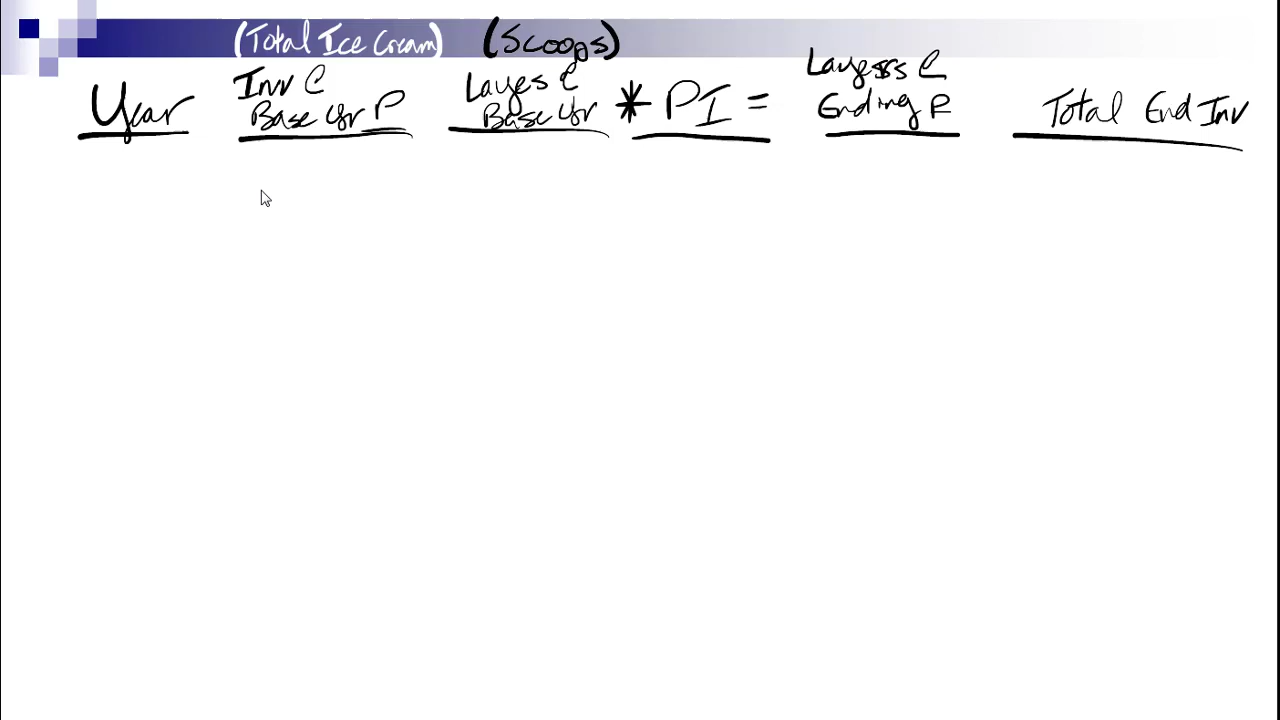 (Total Ice Cream) (Scoops)
Year
Inv @
Base Yr P
Layers @
Base Yr
* PI =
Layers @
Ending P
Total End Inv